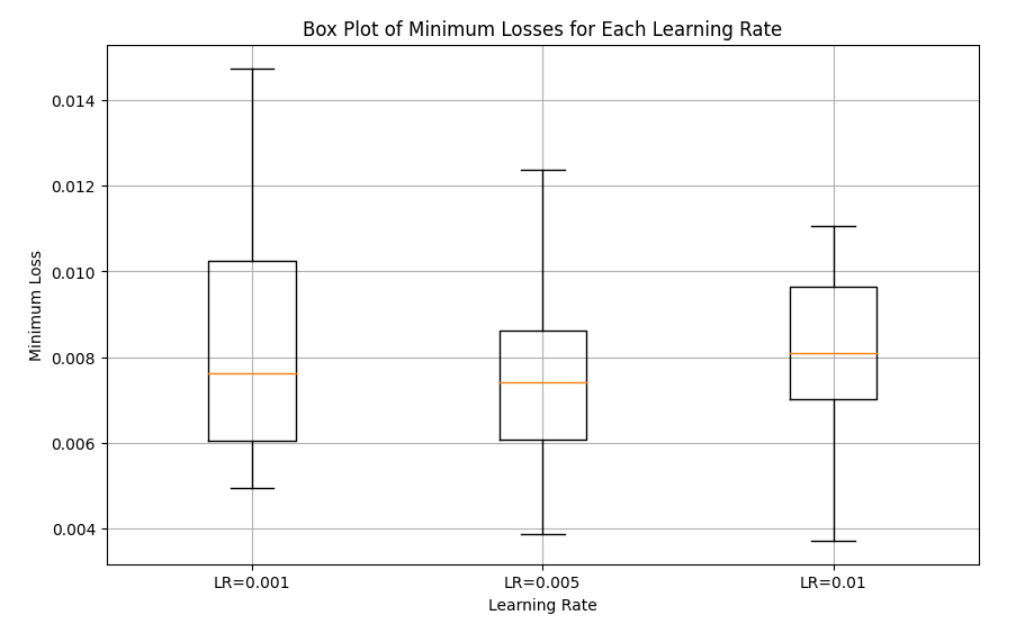 Box Plot of Minimum Losses for Each Learning Rate
Minimum Loss
0.014
0.012
0.010
0.008
0.006
0.004
LR=0.001
LR=0.005
LR=0.01
Learning Rate